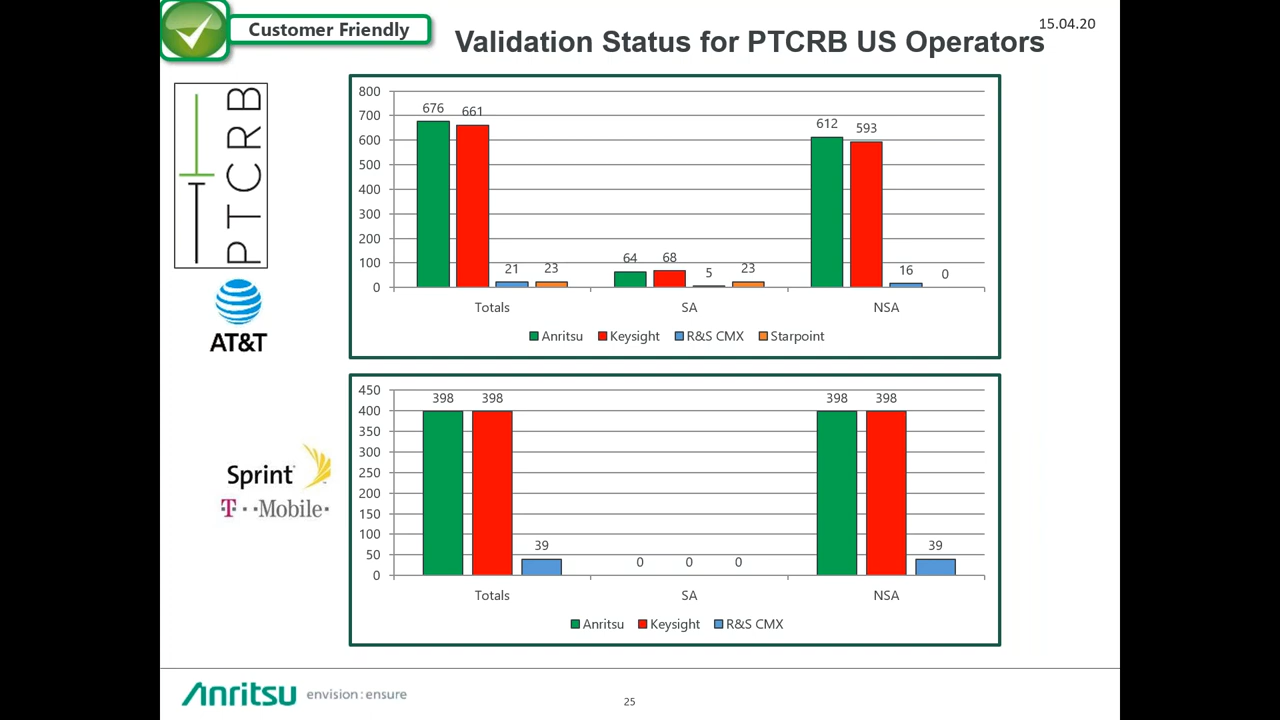 Customer Friendly
15.04.20
Validation Status for PTCRB US Operators
PTCRB
AT&T
800
700
600
500
400
300
200
100
0
676
661
21
23
64
68
5
23
612
593
16
0
Totals
SA
NSA
Anritsu
Keysight
R&S CMX
Starpoint
Sprint
T··Mobile·
450
400
350
300
250
200
150
100
50
0
398
398
39
0
0
0
398
398
39
Totals
SA
NSA
Anritsu
Keysight
R&S CMX
Anritsu envision : ensure
25